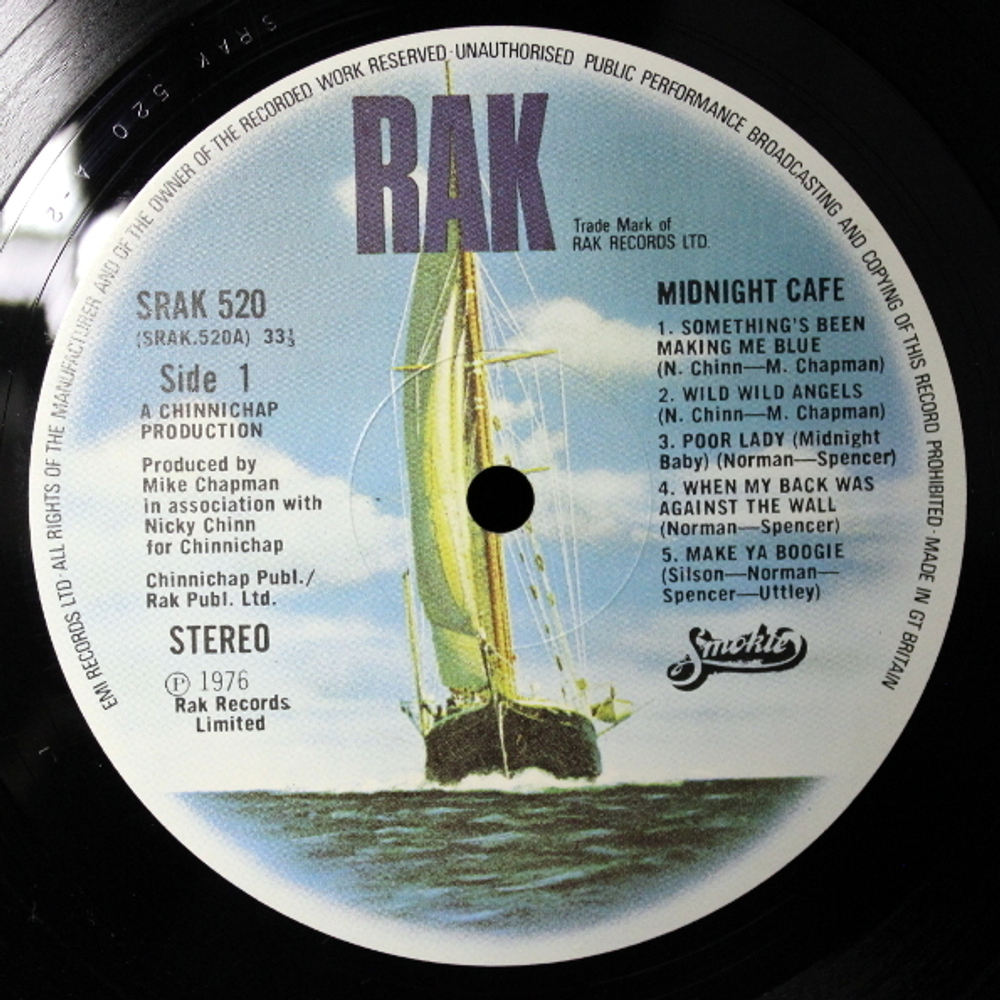 SRAK 520 A-2
EMI RECORDS LTD· ALL RIGHTS OF THE MANUFACTURER AND OF THE OWNER OF THE RECORDED WORK RESERVED· UNAUTHORISED PUBLIC PERFORMANCE BROADCASTING AND COPYING OF THIS RECORD PROHIBITED· MADE IN GT BRITAIN
RAK
Trade Mark of
RAK RECORDS LTD.
SRAK 520
(SRAK.520A) 33⅓
Side 1
A CHINNICHAP
PRODUCTION
Produced by
Mike Chapman
in association with
Nicky Chinn
for Chinnichap
Chinnichap Publ./
Rak Publ. Ltd.
STEREO
Ⓟ 1976
Rak Records
Limited
MIDNIGHT CAFE
1. SOMETHING'S BEEN
MAKING ME BLUE
(N. Chinn—M. Chapman)
2. WILD WILD ANGELS
(N. Chinn—M. Chapman)
3. POOR LADY (Midnight
Baby) (Norman—Spencer)
4. WHEN MY BACK WAS
AGAINST THE WALL
(Norman—Spencer)
5. MAKE YA BOOGIE
(Silson—Norman—
Spencer—Uttley)
Smokie